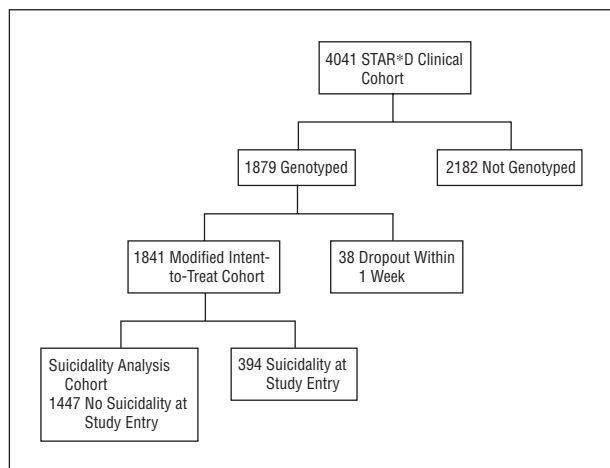 4041 STAR*D Clinical
Cohort
1879 Genotyped
2182 Not Genotyped
1841 Modified Intent-
to-Treat Cohort
38 Dropout Within
1 Week
Suicidality Analysis
Cohort
1447 No Suicidality at
Study Entry
394 Suicidality at
Study Entry